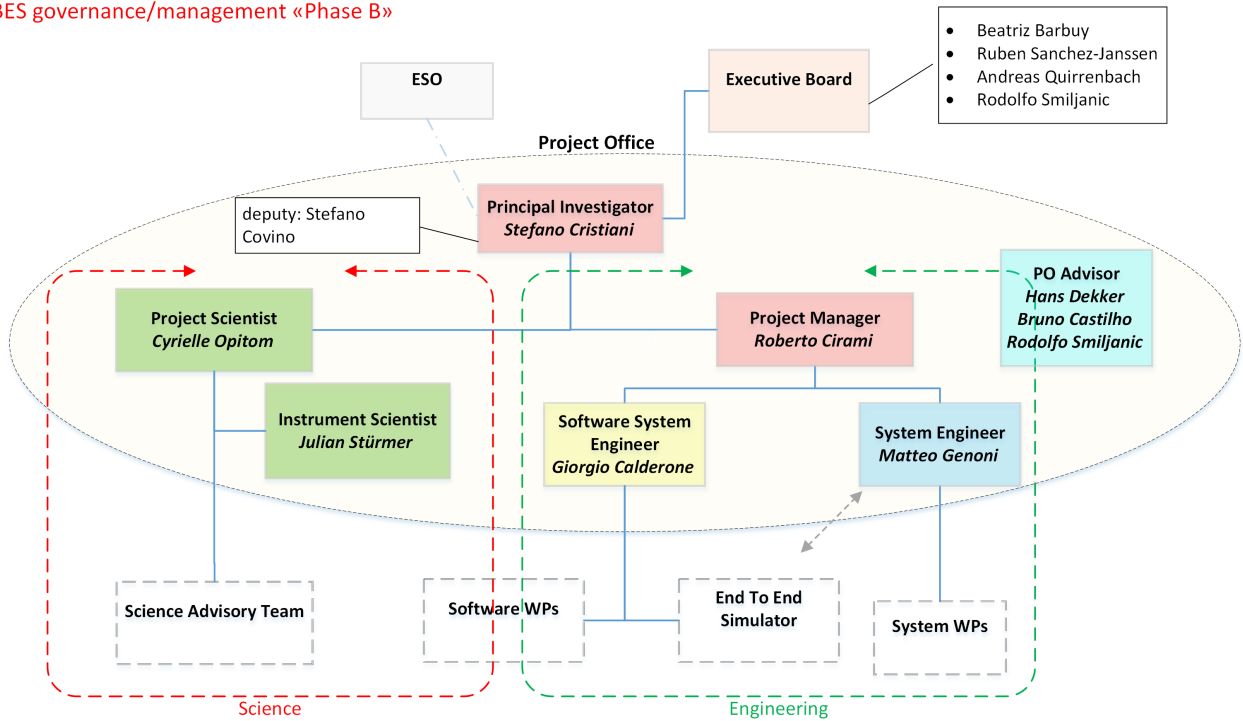 BES governance/management «Phase B»
ESO
Executive Board
• Beatriz Barbuy
• Ruben Sanchez-Janssen
• Andreas Quirrenbach
• Rodolfo Smiljanic
Project Office
deputy: Stefano
Covino
Principal Investigator
Stefano Cristiani
PO Advisor
Hans Dekker
Bruno Castilho
Rodolfo Smiljanic
Project Scientist
Cyrielle Opitom
Project Manager
Roberto Cirami
Instrument Scientist
Julian Stürmer
Software System
Engineer
Giorgio Calderone
System Engineer
Matteo Genoni
Science Advisory Team
Software WPs
End To End
Simulator
System WPs
Science
Engineering